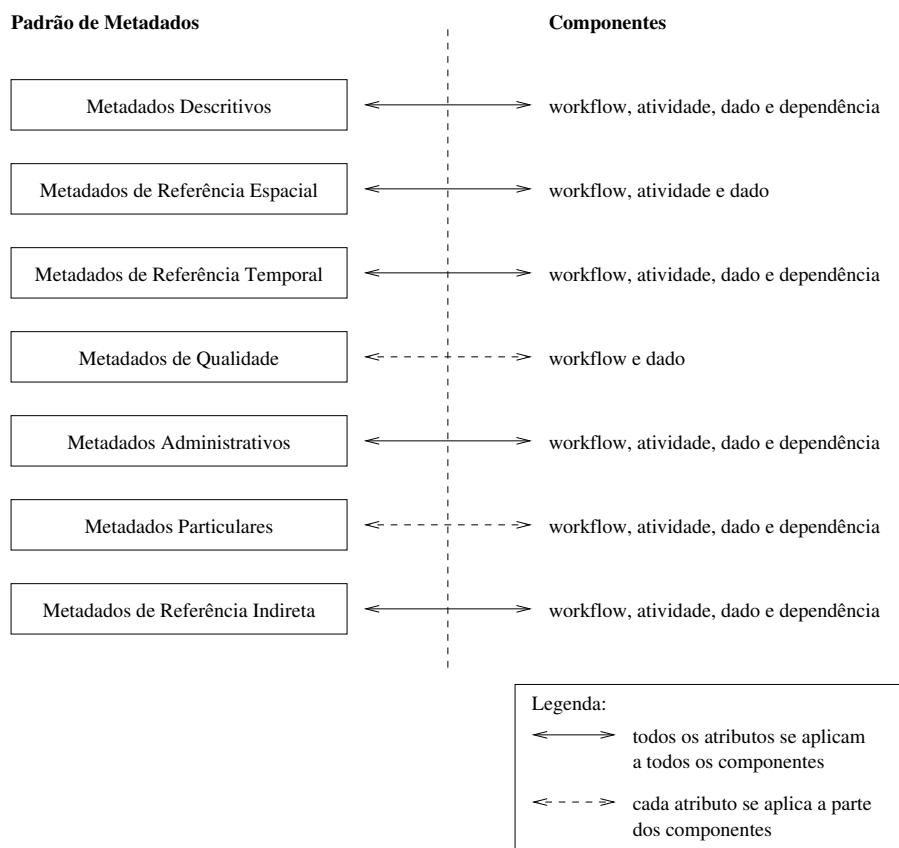 Padrão de Metadados Componentes
Metadados Descritivos workflow, atividade, dado e dependência
Metadados de Referência Espacial workflow, atividade e dado
Metadados de Referência Temporal workflow, atividade, dado e dependência
Metadados de Qualidade workflow e dado
Metadados Administrativos workflow, atividade, dado e dependência
Metadados Particulares workflow, atividade, dado e dependência
Metadados de Referência Indireta workflow, atividade, dado e dependência
Legenda:
todos os atributos se aplicam
a todos os componentes
cada atributo se aplica a parte
dos componentes